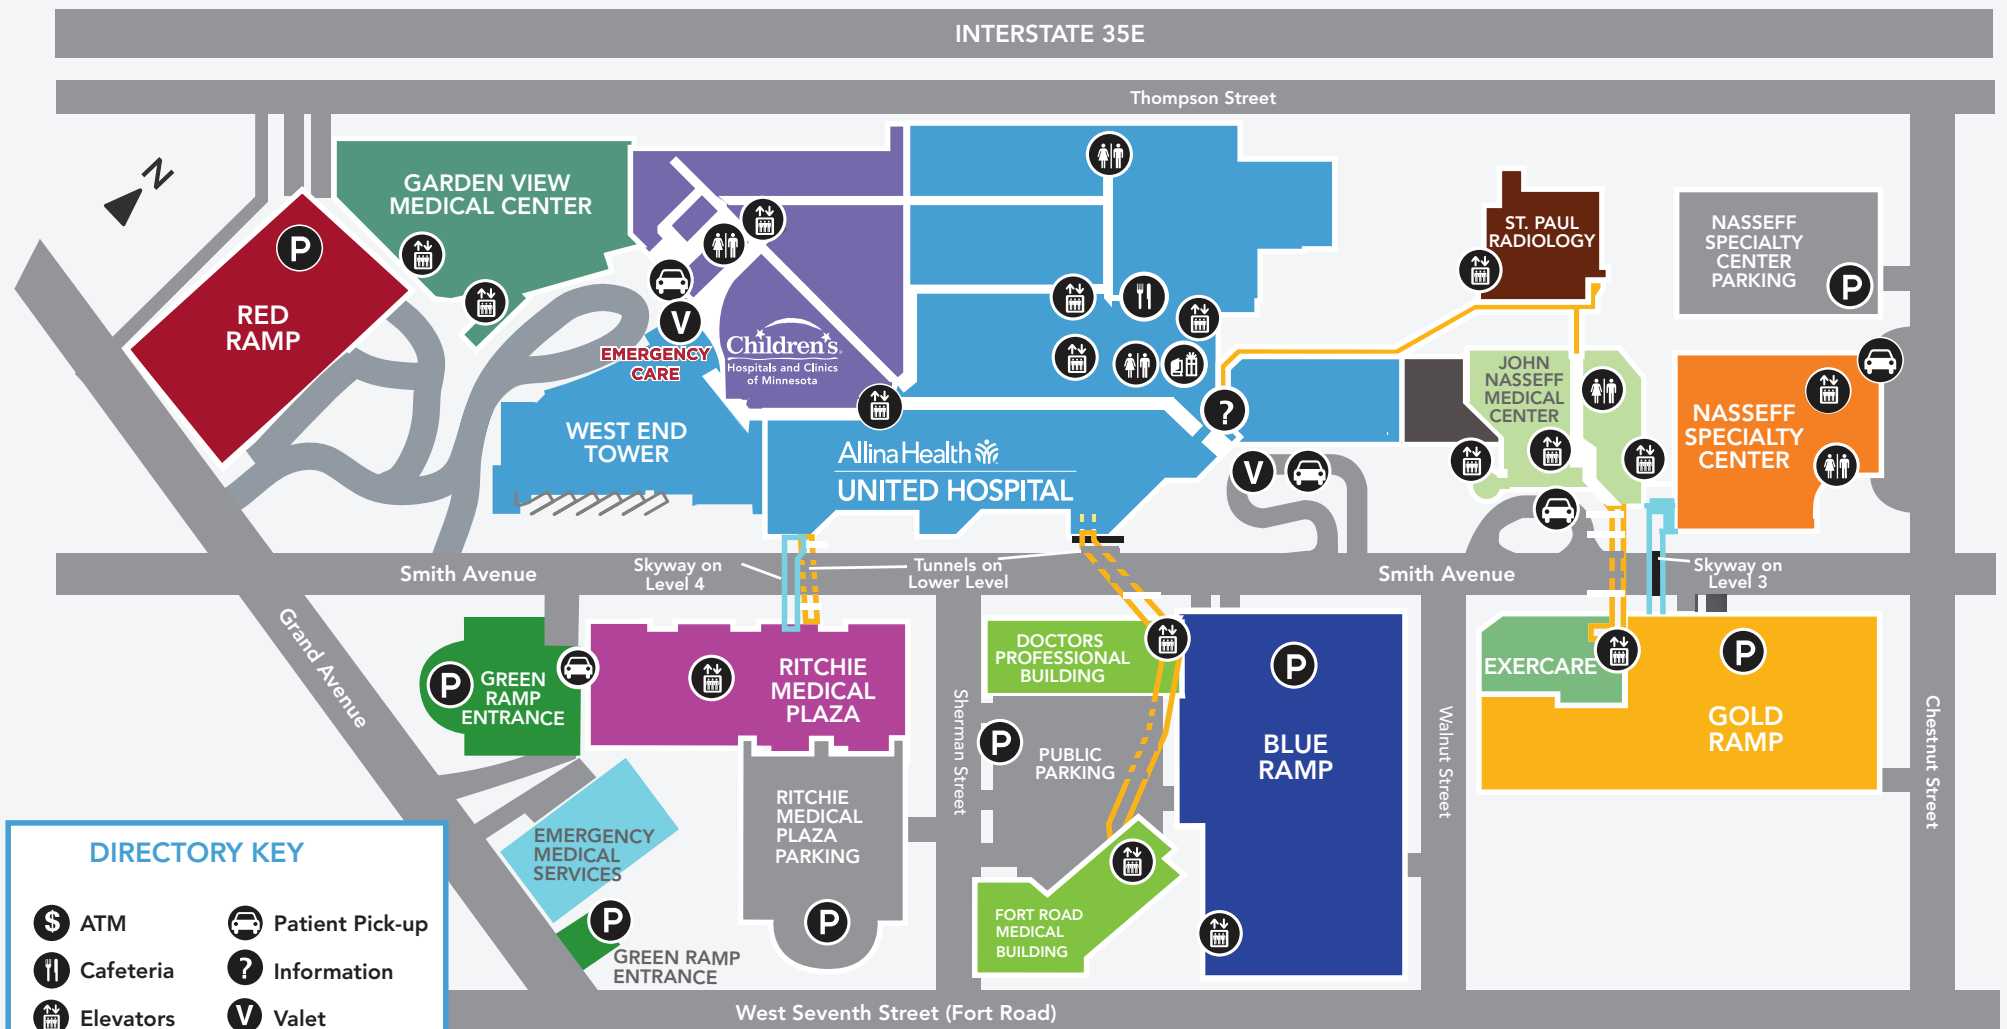 INTERSTATE 35E
Thompson Street
N
GARDEN VIEW
MEDICAL CENTER
P
RED
RAMP
V
EMERGENCY
CARE
Children's
Hospitals and Clinics
of Minnesota
WEST END
TOWER
AllinaHealth
UNITED HOSPITAL
?
V
ST. PAUL
RADIOLOGY
NASSEFF
SPECIALTY
CENTER
PARKING
P
JOHN
NASSEFF
MEDICAL
CENTER
NASSEFF
SPECIALTY
CENTER
Smith Avenue
Skyway on
Level 4
Tunnels on
Lower Level
Smith Avenue
Skyway on
Level 3
Grand Avenue
P
GREEN
RAMP
ENTRANCE
RITCHIE
MEDICAL
PLAZA
Sherman Street
DOCTORS
PROFESSIONAL
BUILDING
P
PUBLIC
PARKING
P
BLUE
RAMP
Walnut Street
EXERCARE
P
GOLD
RAMP
Chestnut Street
RITCHIE
MEDICAL
PLAZA
PARKING
P
EMERGENCY
MEDICAL
SERVICES
P
GREEN RAMP
ENTRANCE
FORT ROAD
MEDICAL
BUILDING
West Seventh Street (Fort Road)
DIRECTORY KEY
$ ATM
Cafeteria
Elevators
Patient Pick-up
? Information
V Valet